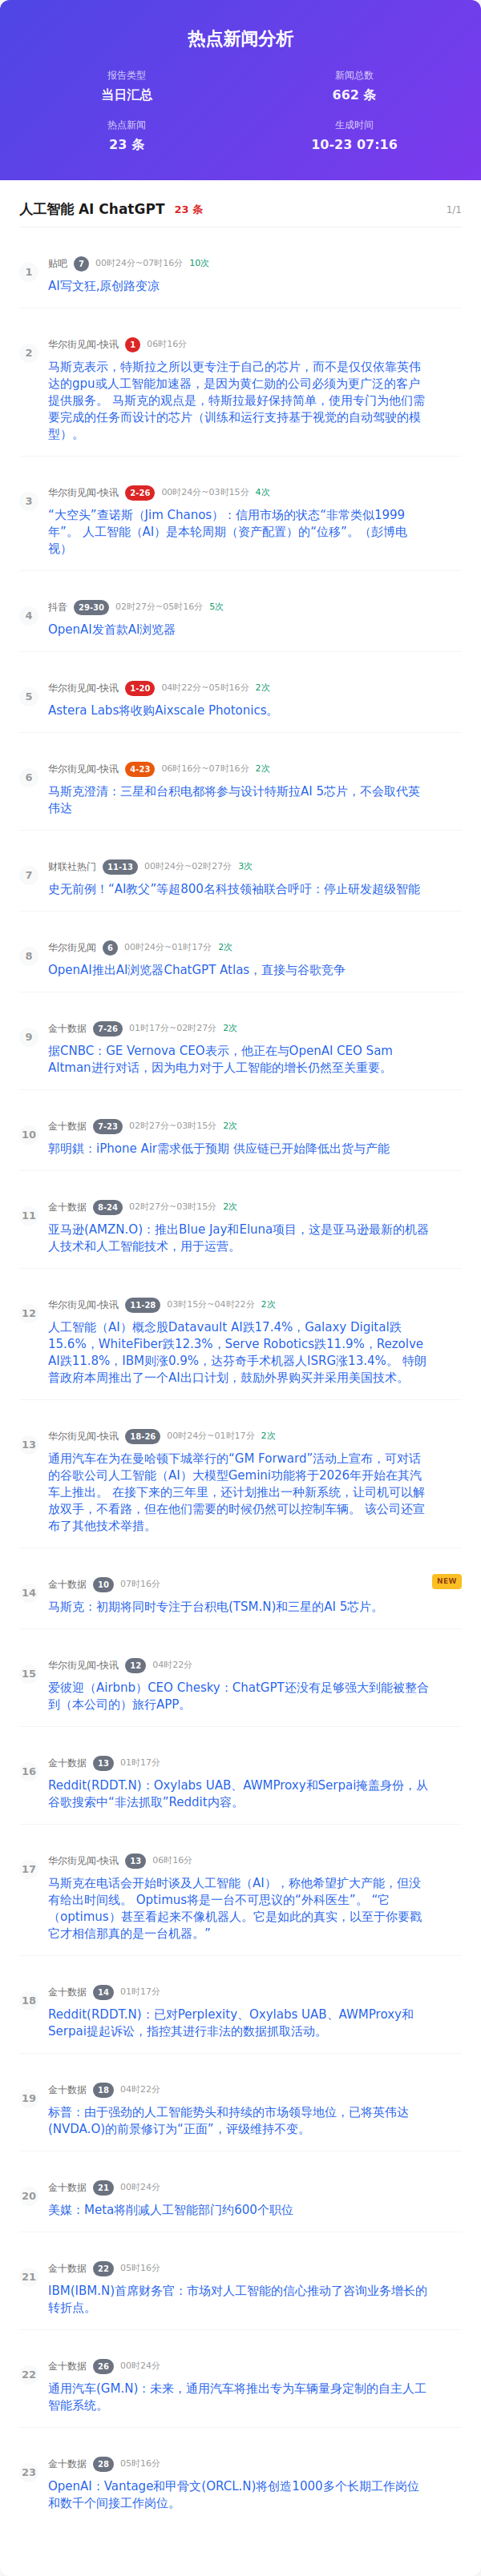 热点新闻分析
报告类型
当日汇总
新闻总数
662 条
热点新闻
23 条
生成时间
10-23 07:16
人工智能 AI ChatGPT 23 条 1/1
1
贴吧 7 00时24分~07时16分 10次
AI写文狂,原创路变凉
2
华尔街见闻-快讯 1 06时16分
马斯克表示，特斯拉之所以更专注于自己的芯片，而不是仅仅依靠英伟
达的gpu或人工智能加速器，是因为黄仁勋的公司必须为更广泛的客户
提供服务。 马斯克的观点是，特斯拉最好保持简单，使用专门为他们需
要完成的任务而设计的芯片（训练和运行支持基于视觉的自动驾驶的模
型）。
3
华尔街见闻-快讯 2-26 00时24分~03时15分 4次
“大空头”查诺斯（Jim Chanos）：信用市场的状态“非常类似1999
年”。 人工智能（AI）是本轮周期（资产配置）的“位移”。（彭博电
视）
4
抖音 29-30 02时27分~05时16分 5次
OpenAI发首款AI浏览器
5
华尔街见闻-快讯 1-20 04时22分~05时16分 2次
Astera Labs将收购Aixscale Photonics。
6
华尔街见闻-快讯 4-23 06时16分~07时16分 2次
马斯克澄清：三星和台积电都将参与设计特斯拉AI 5芯片，不会取代英
伟达
7
财联社热门 11-13 00时24分~02时27分 3次
史无前例！“AI教父”等超800名科技领袖联合呼吁：停止研发超级智能
8
华尔街见闻 6 00时24分~01时17分 2次
OpenAI推出AI浏览器ChatGPT Atlas，直接与谷歌竞争
9
金十数据 7-26 01时17分~02时27分 2次
据CNBC：GE Vernova CEO表示，他正在与OpenAI CEO Sam
Altman进行对话，因为电力对于人工智能的增长仍然至关重要。
10
金十数据 7-23 02时27分~03时15分 2次
郭明錤：iPhone Air需求低于预期 供应链已开始降低出货与产能
11
金十数据 8-24 02时27分~03时15分 2次
亚马逊(AMZN.O)：推出Blue Jay和Eluna项目，这是亚马逊最新的机器
人技术和人工智能技术，用于运营。
12
华尔街见闻-快讯 11-28 03时15分~04时22分 2次
人工智能（AI）概念股Datavault AI跌17.4%，Galaxy Digital跌
15.6%，WhiteFiber跌12.3%，Serve Robotics跌11.9%，Rezolve
AI跌11.8%，IBM则涨0.9%，达芬奇手术机器人ISRG涨13.4%。 特朗
普政府本周推出了一个AI出口计划，鼓励外界购买并采用美国技术。
13
华尔街见闻-快讯 18-26 00时24分~01时17分 2次
通用汽车在为在曼哈顿下城举行的“GM Forward”活动上宣布，可对话
的谷歌公司人工智能（AI）大模型Gemini功能将于2026年开始在其汽
车上推出。 在接下来的三年里，还计划推出一种新系统，让司机可以解
放双手，不看路，但在他们需要的时候仍然可以控制车辆。 该公司还宣
布了其他技术举措。
14
金十数据 10 07时16分 NEW
马斯克：初期将同时专注于台积电(TSM.N)和三星的AI 5芯片。
15
华尔街见闻-快讯 12 04时22分
爱彼迎（Airbnb）CEO Chesky：ChatGPT还没有足够强大到能被整合
到（本公司的）旅行APP。
16
金十数据 13 01时17分
Reddit(RDDT.N)：Oxylabs UAB、AWMProxy和Serpai掩盖身份，从
谷歌搜索中“非法抓取”Reddit内容。
17
华尔街见闻-快讯 13 06时16分
马斯克在电话会开始时谈及人工智能（AI），称他希望扩大产能，但没
有给出时间线。 Optimus将是一台不可思议的“外科医生”。 “它
（optimus）甚至看起来不像机器人。它是如此的真实，以至于你要戳
它才相信那真的是一台机器。”
18
金十数据 14 01时17分
Reddit(RDDT.N)：已对Perplexity、Oxylabs UAB、AWMProxy和
Serpai提起诉讼，指控其进行非法的数据抓取活动。
19
金十数据 18 04时22分
标普：由于强劲的人工智能势头和持续的市场领导地位，已将英伟达
(NVDA.O)的前景修订为“正面”，评级维持不变。
20
金十数据 21 00时24分
美媒：Meta将削减人工智能部门约600个职位
21
金十数据 22 05时16分
IBM(IBM.N)首席财务官：市场对人工智能的信心推动了咨询业务增长的
转折点。
22
金十数据 26 00时24分
通用汽车(GM.N)：未来，通用汽车将推出专为车辆量身定制的自主人工
智能系统。
23
金十数据 28 05时16分
OpenAI：Vantage和甲骨文(ORCL.N)将创造1000多个长期工作岗位
和数千个间接工作岗位。